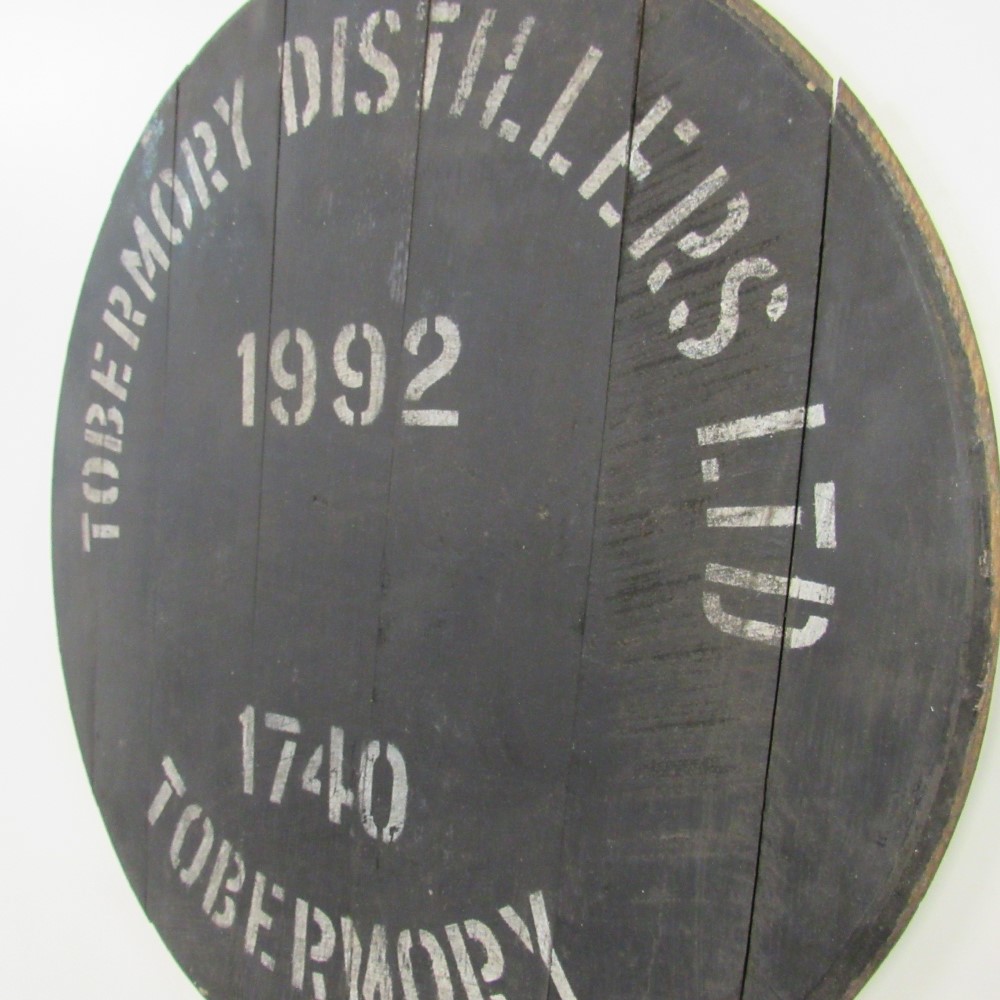 TOBERMORY DISTILLERS LTD
1992
1740
TOBERMORY